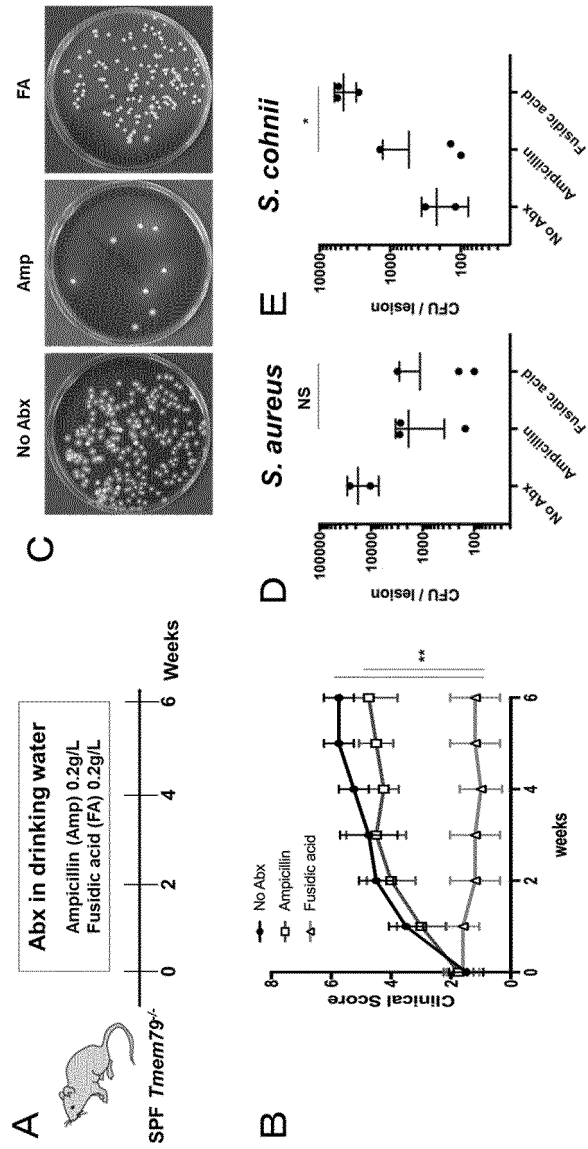 A
Abx in drinking water
Ampicillin (Amp) 0.2g/L
Fusidic acid (FA) 0.2g/L
0
2
4
6
Weeks
SPF Tmem79-/-
B
No Abx
Ampicillin
Fusidic acid
Clinical Score
8
6
4
2
0
0
2
4
6
weeks
**
C
No Abx
Amp
FA
D
S. aureus
NS
CFU / lesion
100000
10000
1000
100
No Abx
Ampicillin
Fusidic acid
E
S. cohnii
*
CFU / lesion
10000
1000
100
No Abx
Ampicillin
Fusidic acid